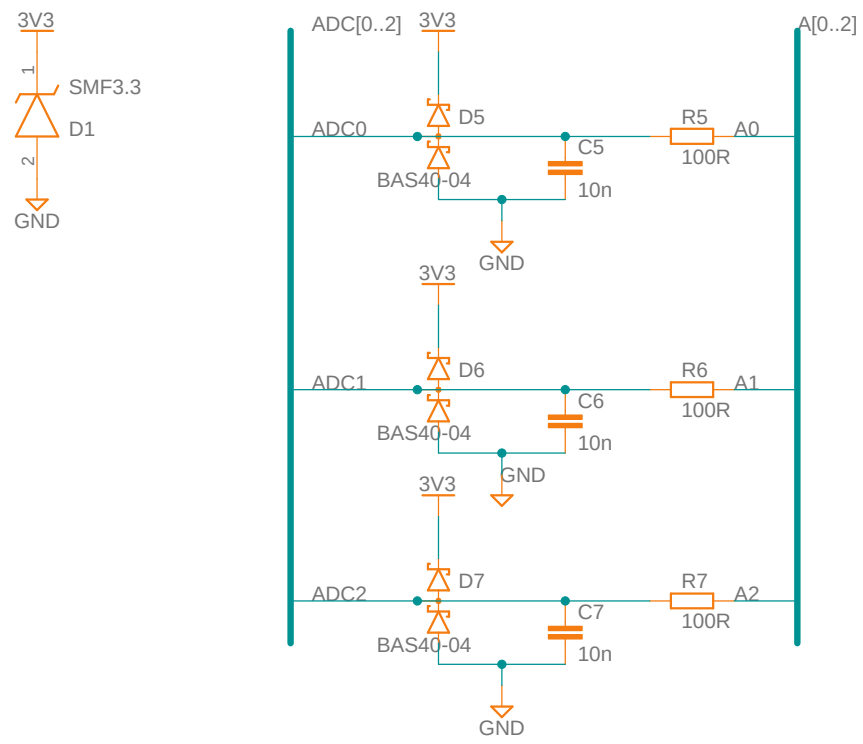 3V3
1
SMF3.3
D1
2
GND
ADC[0..2]
3V3
A[0..2]
D5
ADC0
BAS40-04
C5
10n
R5
100R
A0
GND
3V3
D6
ADC1
BAS40-04
C6
10n
R6
100R
A1
GND
3V3
D7
ADC2
BAS40-04
C7
10n
R7
100R
A2
GND